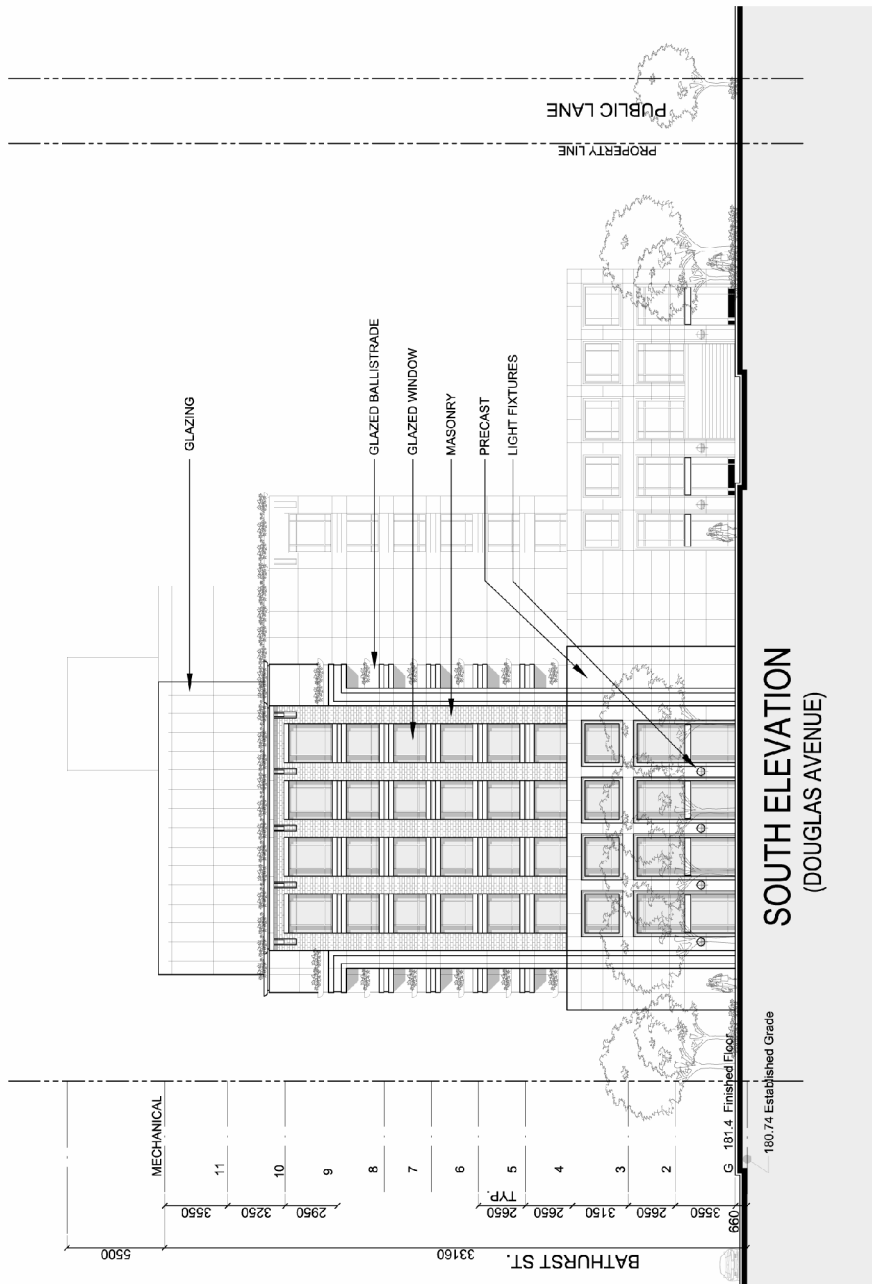 PUBLIC LANE
PROPERTY LINE
GLAZING
GLAZED BALLISTRADE
GLAZED WINDOW
MASONRY
PRECAST
LIGHT FIXTURES
MECHANICAL
11
10
9
8
7
6
5
4
3
2
G 181.4 Finished Floor
180.74 Established Grade
TYP.
5500
3550
3250
2950
2650
2650
3150
2650
3550
660
33160
BATHURST ST.
SOUTH ELEVATION
(DOUGLAS AVENUE)